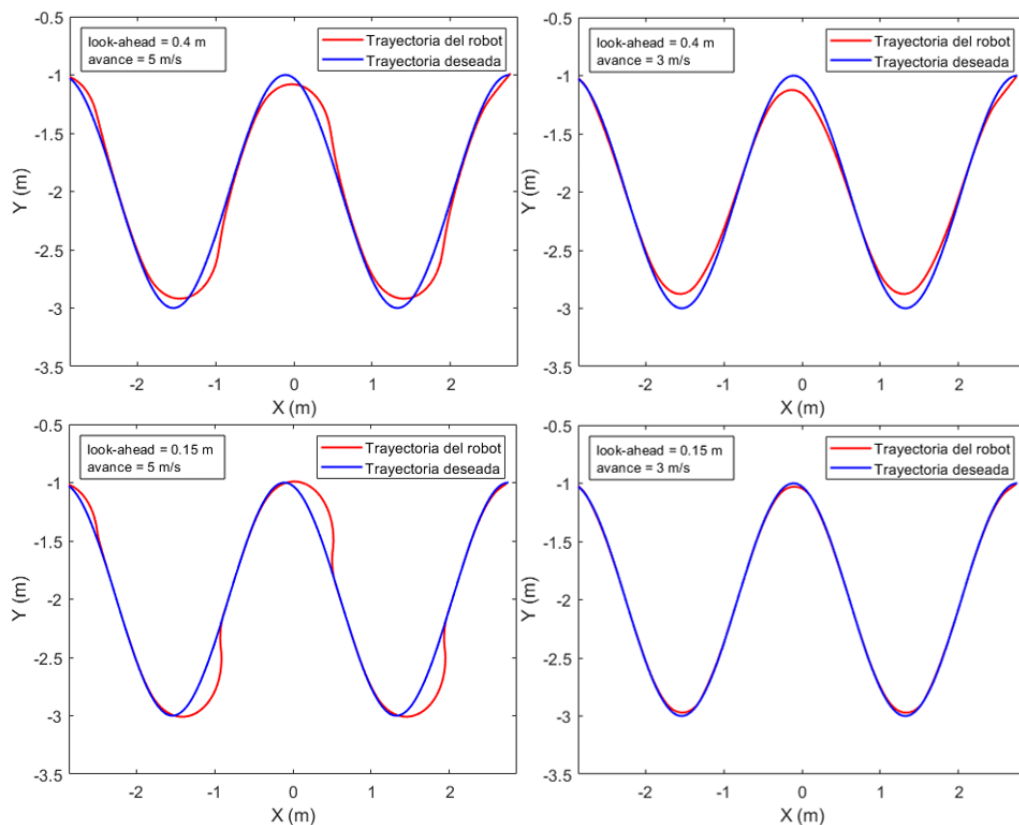 -0.5
look-ahead = 0.4 m
avance = 5 m/s
Trayectoria del robot
Trayectoria deseada
-1
-1.5
Y (m)
-2
-2.5
-3
-3.5
-2
-1
0
1
2
X (m)
-0.5
look-ahead = 0.4 m
avance = 3 m/s
Trayectoria del robot
Trayectoria deseada
-1
-1.5
Y (m)
-2
-2.5
-3
-3.5
-2
-1
0
1
2
X (m)
-0.5
look-ahead = 0.15 m
avance = 5 m/s
Trayectoria del robot
Trayectoria deseada
-1
-1.5
Y (m)
-2
-2.5
-3
-3.5
-2
-1
0
1
2
X (m)
-0.5
look-ahead = 0.15 m
avance = 3 m/s
Trayectoria del robot
Trayectoria deseada
-1
-1.5
Y (m)
-2
-2.5
-3
-3.5
-2
-1
0
1
2
X (m)